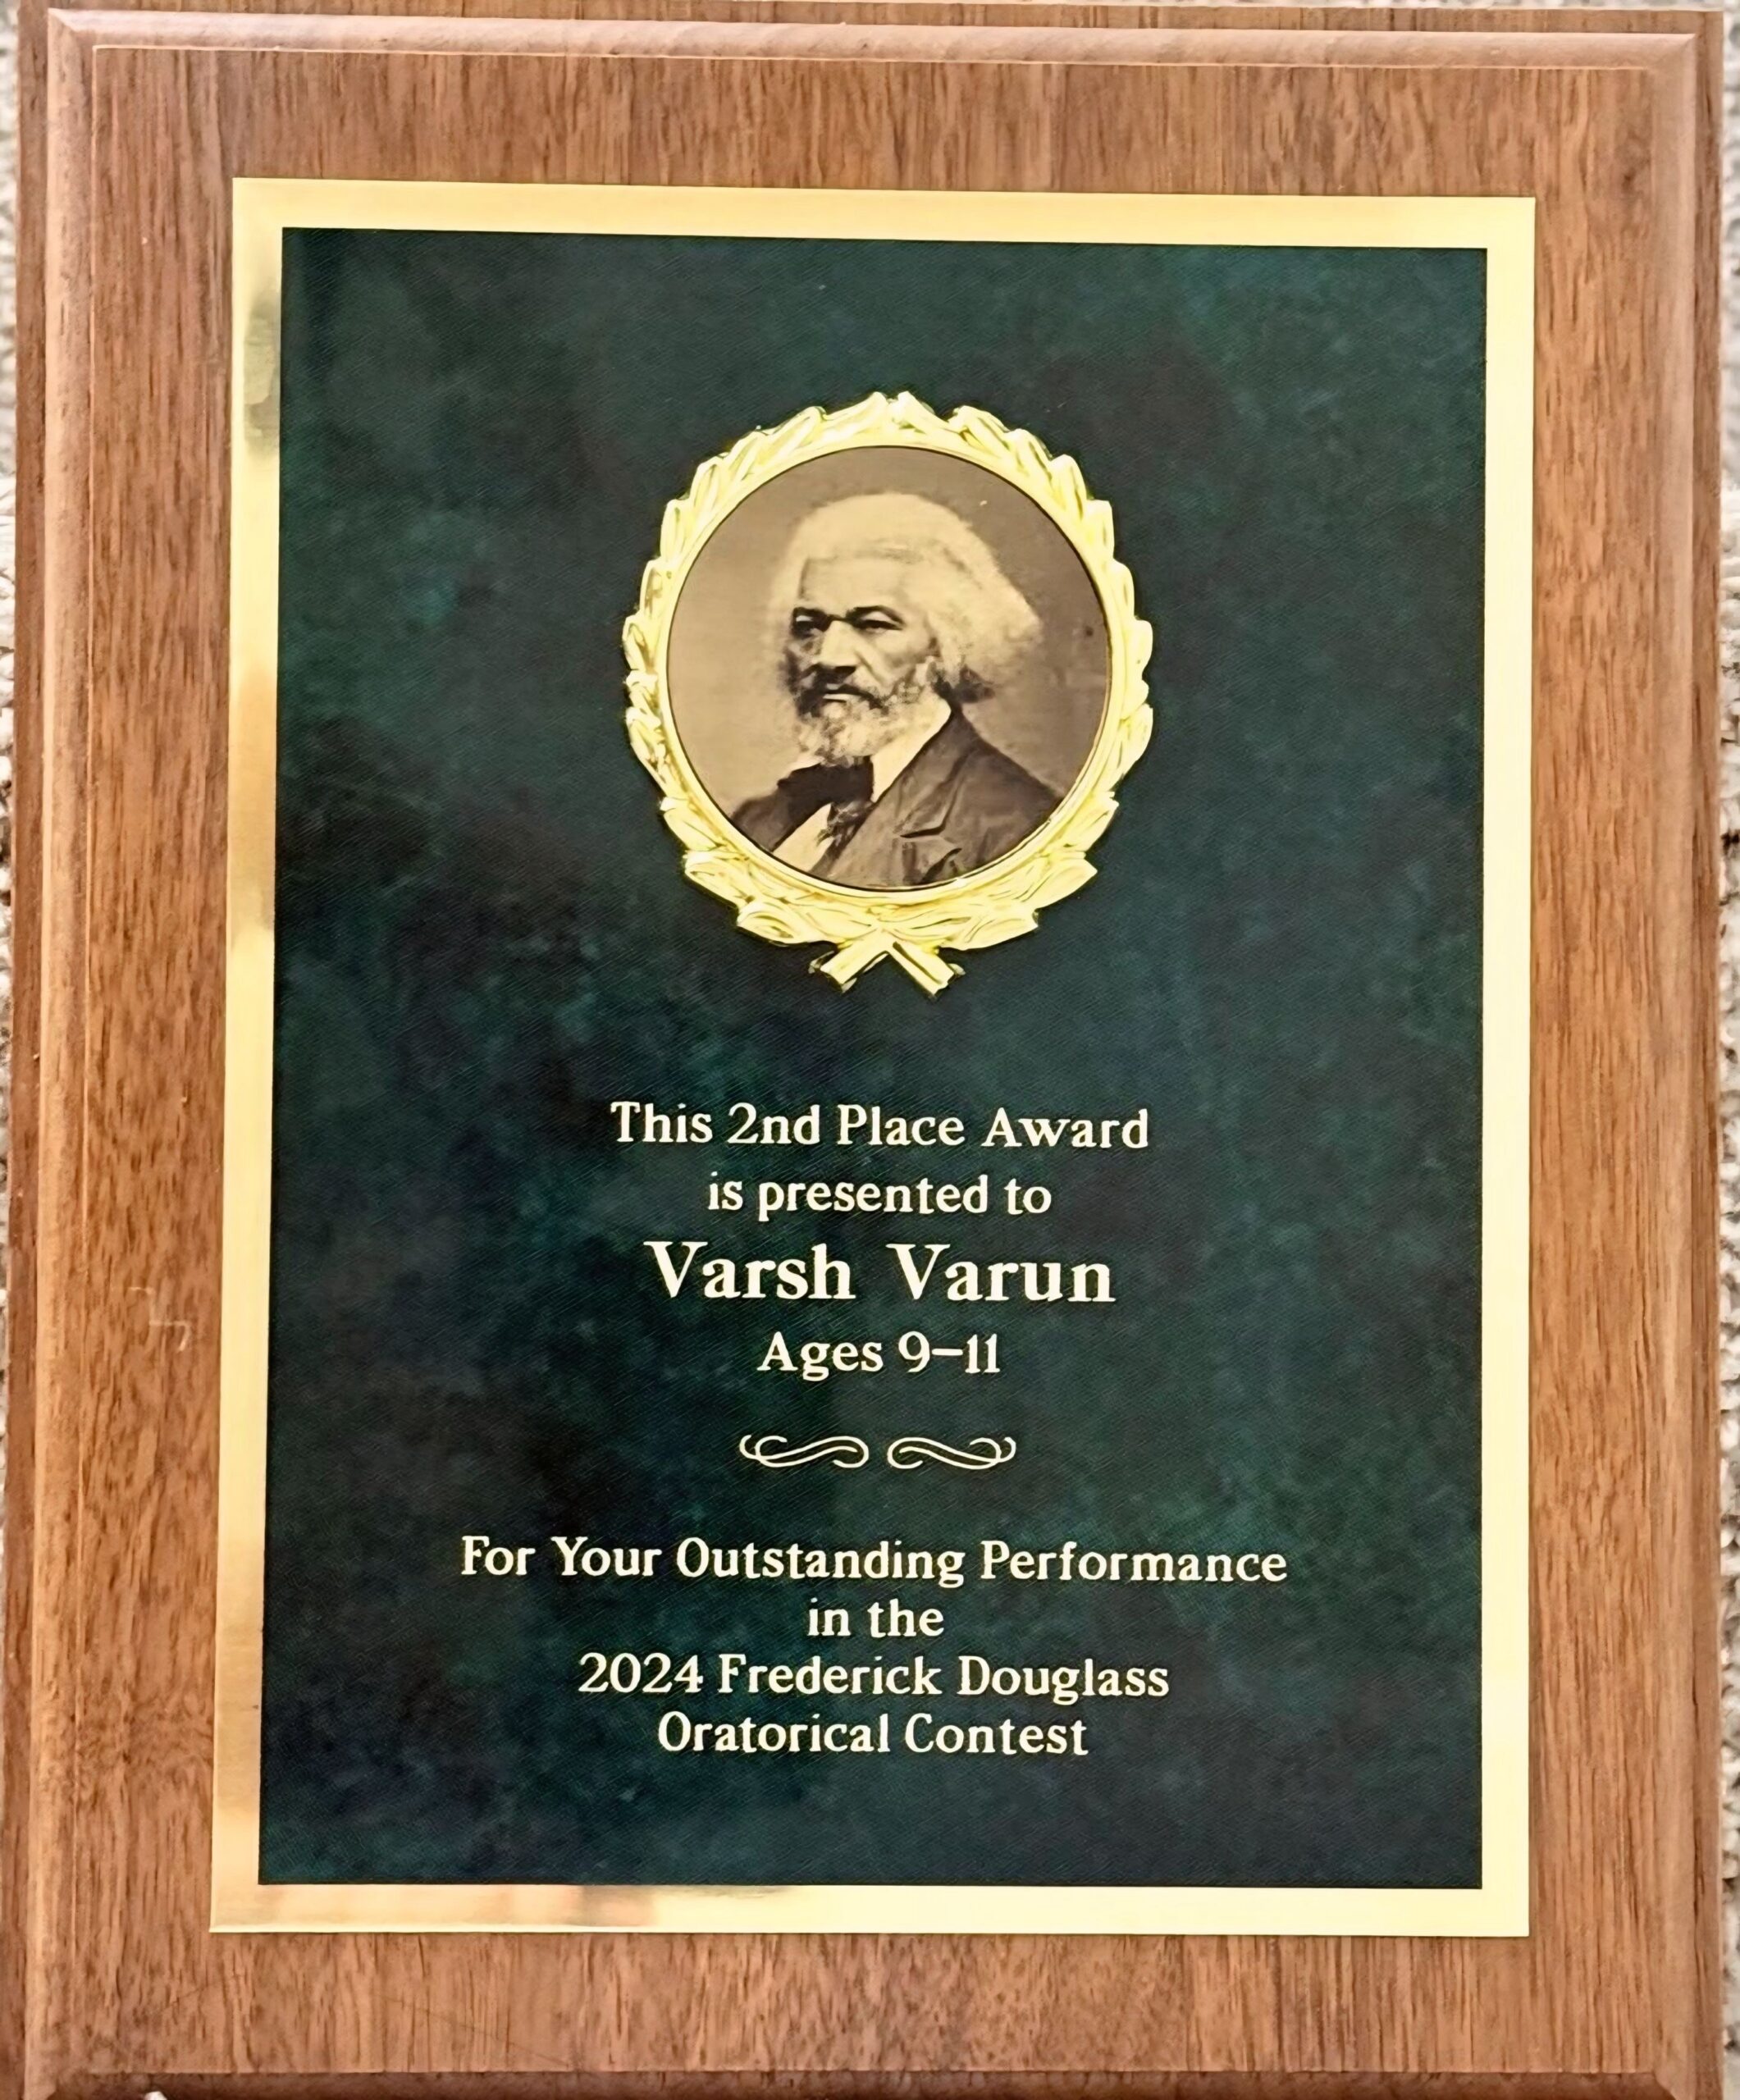 This 2nd Place Award
is presented to
Varsh Varun
Ages 9-11
For Your Outstanding Performance
in the
2024 Frederick Douglass
Oratorical Contest